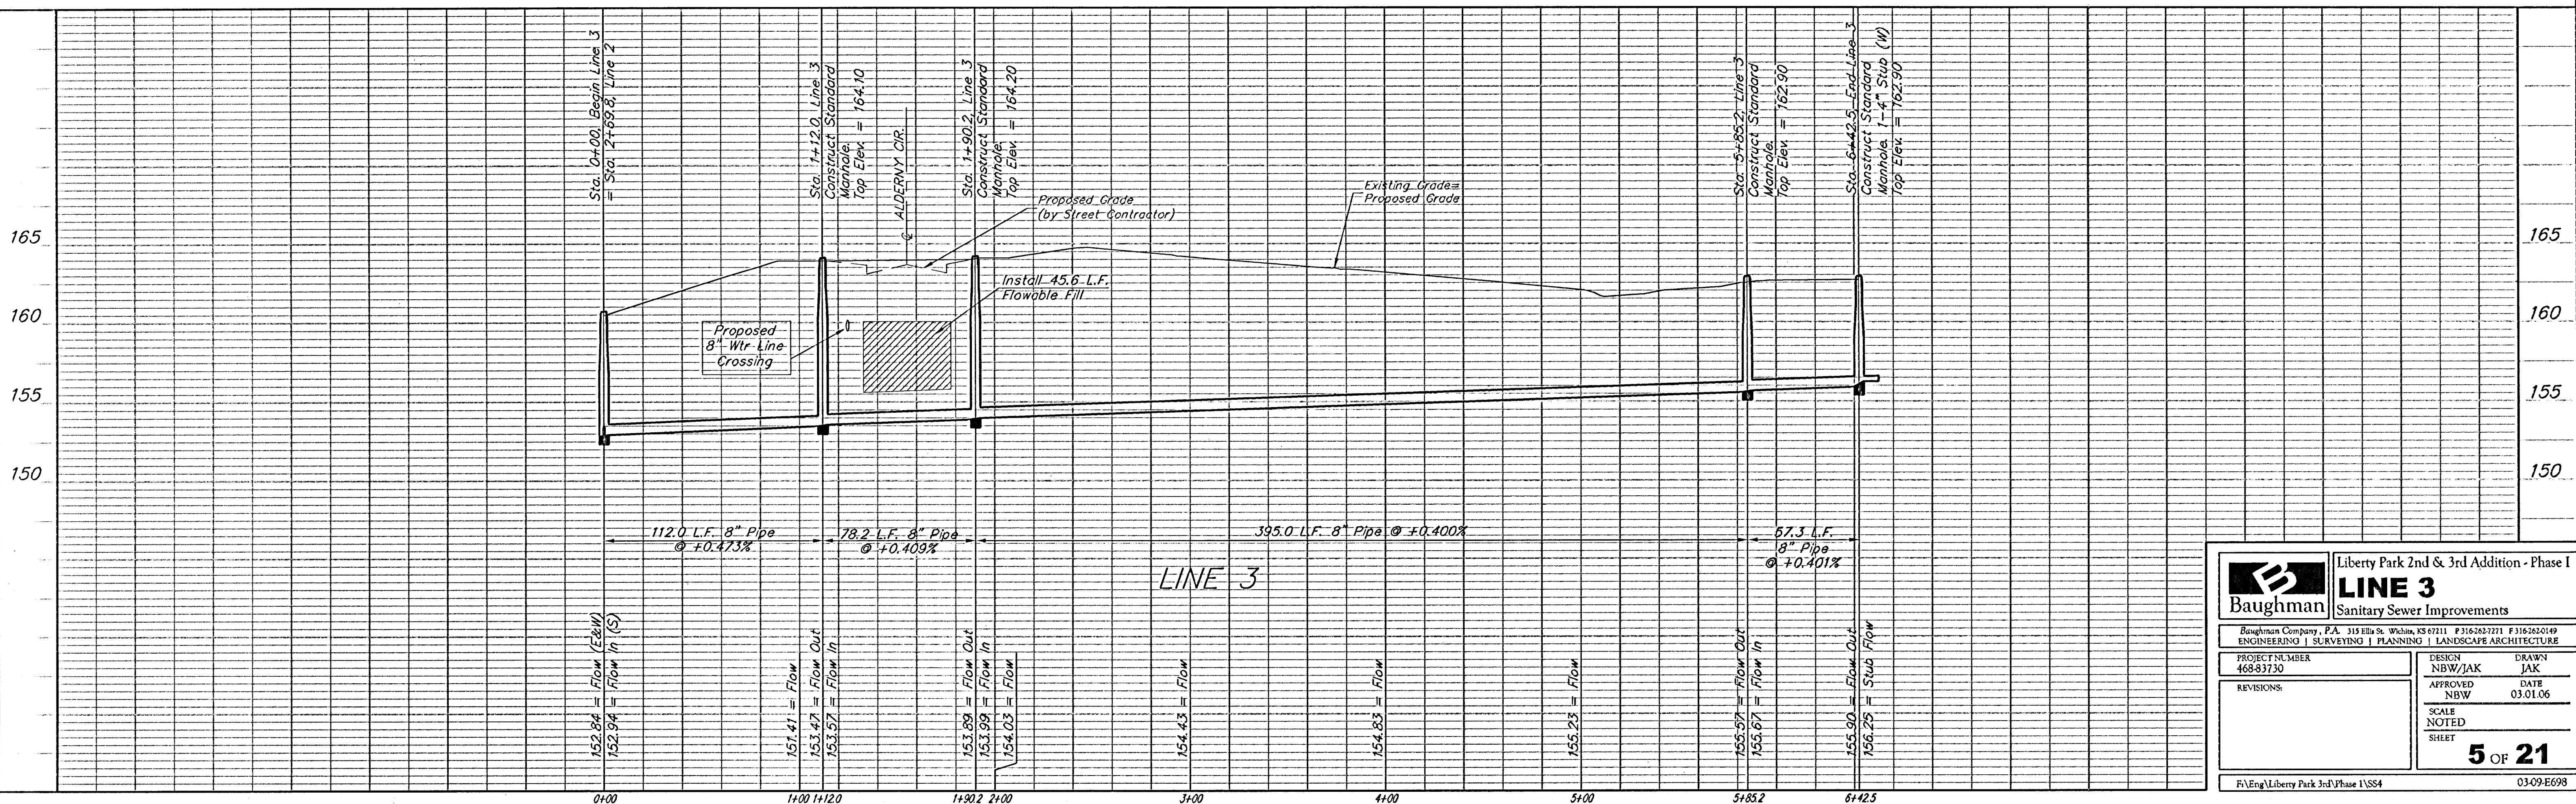 Sta. 0+00, Begin Line 3
= Sta. 2+69.8, Line 2
Sta. 1+12.0, Line 3
Construct Standard
Manhole.
Top Elev. = 164.10
℄ ALDERNY CIR.
Sta. 1+90.2, Line 3
Construct Standard
Manhole.
Top Elev. = 164.20
Sta. 5+85.2, Line 3
Construct Standard
Manhole.
Top Elev. = 162.90
Sta. 6+42.5, End Line 3
Construct Standard
Manhole. 1-4" Stub (W)
Top Elev. = 162.90
Proposed Grade
(by Street Contractor)
Existing Grade=
Proposed Grade
Install 45.6 L.F.
Flowable Fill
Proposed
8" Wtr Line
Crossing
165
160
155
150
165
160
155
150
112.0 L.F. 8" Pipe
@ +0.473%
78.2 L.F. 8" Pipe
@ +0.409%
395.0 L.F. 8" Pipe @ +0.400%
57.3 L.F.
8" Pipe
@ +0.401%
LINE 3
152.84 = Flow (E&W)
152.94 = Flow In (S)
151.41 = Flow
153.47 = Flow Out
153.57 = Flow In
153.89 = Flow Out
153.99 = Flow In
154.03 = Flow
154.43 = Flow
154.83 = Flow
155.23 = Flow
155.57 = Flow Out
155.67 = Flow In
155.90 = Flow Out
156.25 = Stub Flow
0+00
1+00
1+12.0
1+90.2
2+00
3+00
4+00
5+00
5+85.2
6+42.5
Baughman
Liberty Park 2nd & 3rd Addition - Phase I
LINE 3
Sanitary Sewer Improvements
Baughman Company, P.A. 315 Ellis St. Wichita, KS 67211 P 316-262-7271 F 316-262-0149
ENGINEERING | SURVEYING | PLANNING | LANDSCAPE ARCHITECTURE
PROJECT NUMBER
468-83730
REVISIONS:
DESIGN
NBW/JAK
DRAWN
JAK
APPROVED
NBW
DATE
03.01.06
SCALE
NOTED
SHEET
5 OF 21
F:\Eng\Liberty Park 3rd\Phase 1\SS4
03-09-E698